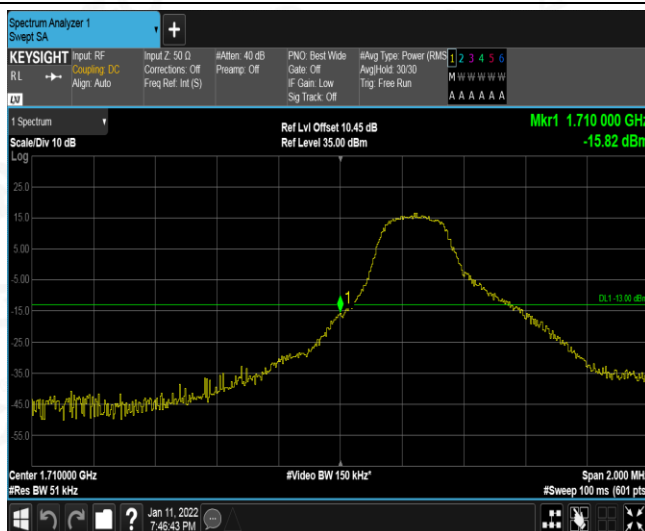 Spectrum Analyzer 1
Swept SA
+
KEYSIGHT
RL
LXI
Input: RF
Coupling: DC
Align: Auto
Input Z: 50 Ω
Corrections: Off
Freq Ref: Int (S)
#Atten: 40 dB
Preamp: Off
PNO: Best Wide
Gate: Off
IF Gain: Low
Sig Track: Off
#Avg Type: Power (RMS
Avg|Hold: 30/30
Trig: Free Run
1 2 3 4 5 6
M W W W W W
A A A A A A
1 Spectrum
Scale/Div 10 dB
Log
Ref Lvl Offset 10.45 dB
Ref Level 35.00 dBm
Mkr1 1.710 000 GHz
-15.82 dBm
25.0
15.0
5.00
-5.00
-15.0
-25.0
-35.0
-45.0
-55.0
1
DL1 -13.00 dBm
Center 1.710000 GHz
#Res BW 51 kHz
#Video BW 150 kHz*
Span 2.000 MHz
#Sweep 100 ms (601 pts)
?
Jan 11, 2022
7:46:43 PM